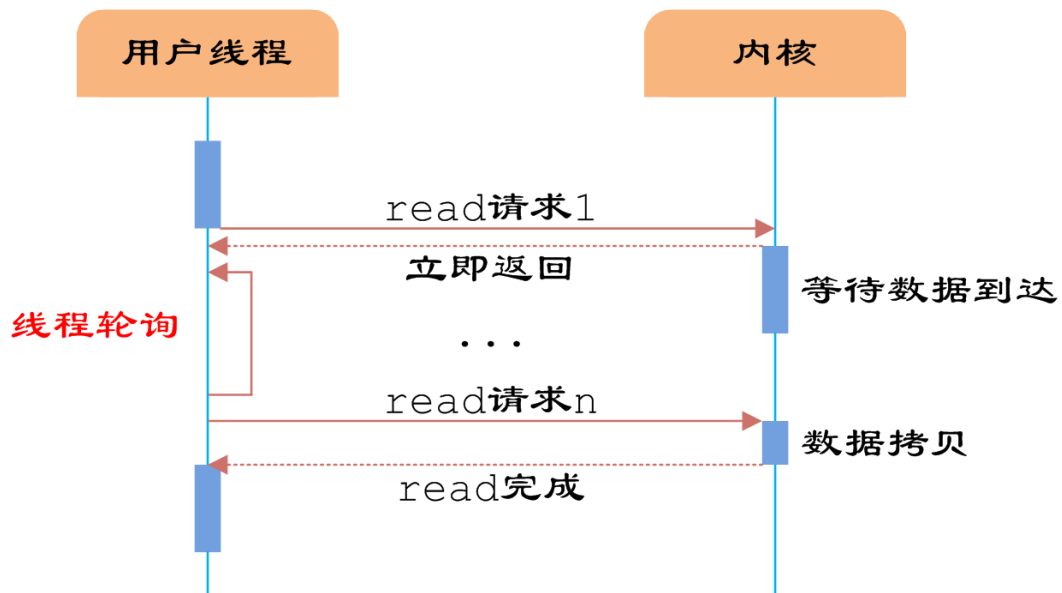 用户线程
内核
read请求1
立即返回
等待数据到达
线程轮询
...
read请求n
数据拷贝
read完成